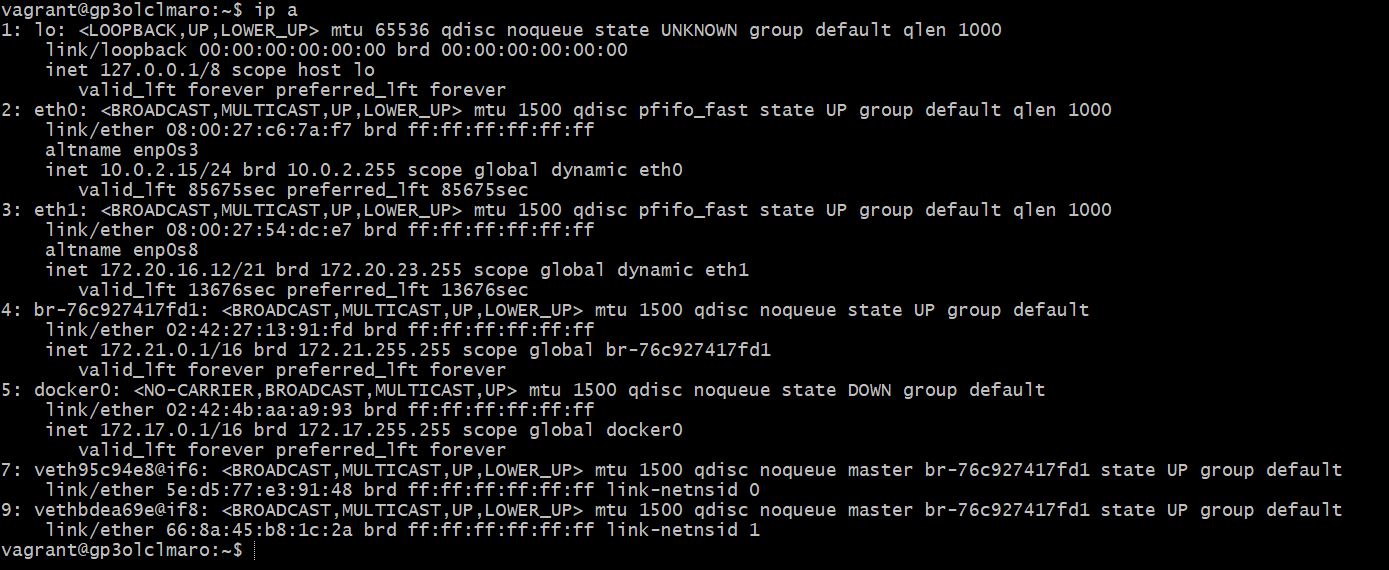 vagrant@gp3olclmaro:~$ ip a
1: lo: <LOOPBACK,UP,LOWER_UP> mtu 65536 qdisc noqueue state UNKNOWN group default qlen 1000
    link/loopback 00:00:00:00:00:00 brd 00:00:00:00:00:00
    inet 127.0.0.1/8 scope host lo
       valid_lft forever preferred_lft forever
2: eth0: <BROADCAST,MULTICAST,UP,LOWER_UP> mtu 1500 qdisc pfifo_fast state UP group default qlen 1000
    link/ether 08:00:27:c6:7a:f7 brd ff:ff:ff:ff:ff:ff
    altname enp0s3
    inet 10.0.2.15/24 brd 10.0.2.255 scope global dynamic eth0
       valid_lft 85675sec preferred_lft 85675sec
3: eth1: <BROADCAST,MULTICAST,UP,LOWER_UP> mtu 1500 qdisc pfifo_fast state UP group default qlen 1000
    link/ether 08:00:27:54:dc:e7 brd ff:ff:ff:ff:ff:ff
    altname enp0s8
    inet 172.20.16.12/21 brd 172.20.23.255 scope global dynamic eth1
       valid_lft 13676sec preferred_lft 13676sec
4: br-76c927417fd1: <BROADCAST,MULTICAST,UP,LOWER_UP> mtu 1500 qdisc noqueue state UP group default
    link/ether 02:42:27:13:91:fd brd ff:ff:ff:ff:ff:ff
    inet 172.21.0.1/16 brd 172.21.255.255 scope global br-76c927417fd1
       valid_lft forever preferred_lft forever
5: docker0: <NO-CARRIER,BROADCAST,MULTICAST,UP> mtu 1500 qdisc noqueue state DOWN group default
    link/ether 02:42:4b:aa:a9:93 brd ff:ff:ff:ff:ff:ff
    inet 172.17.0.1/16 brd 172.17.255.255 scope global docker0
       valid_lft forever preferred_lft forever
7: veth95c94e8@if6: <BROADCAST,MULTICAST,UP,LOWER_UP> mtu 1500 qdisc noqueue master br-76c927417fd1 state UP group default
    link/ether 5e:d5:77:e3:91:48 brd ff:ff:ff:ff:ff:ff link-netnsid 0
9: vethbdea69e@if8: <BROADCAST,MULTICAST,UP,LOWER_UP> mtu 1500 qdisc noqueue master br-76c927417fd1 state UP group default
    link/ether 66:8a:45:b8:1c:2a brd ff:ff:ff:ff:ff:ff link-netnsid 1
vagrant@gp3olclmaro:~$